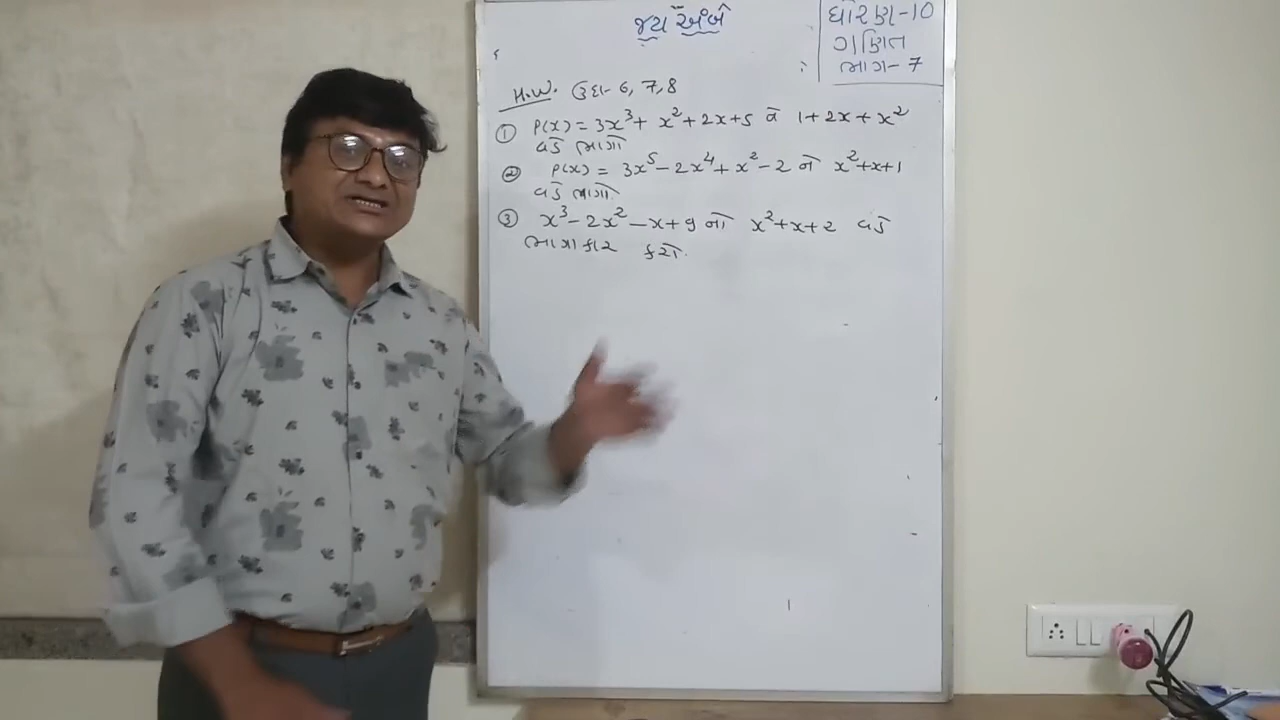 જય અંબે
ધોરણ-10
ગણિત
ભાગ-7
H.W. ઉદા-6, 7, 8
① P(x) = 3x³ + x² + 2x + 5 ને 1 + 2x + x²
વડે ભાગો
② P(x) = 3x⁵ - 2x⁴ + x² - 2 ને x² + x + 1
વડે ભાગો.
③ x³ - 2x² - x + 9 નો x² + x + 2 વડે
ભાગાકાર કરો.